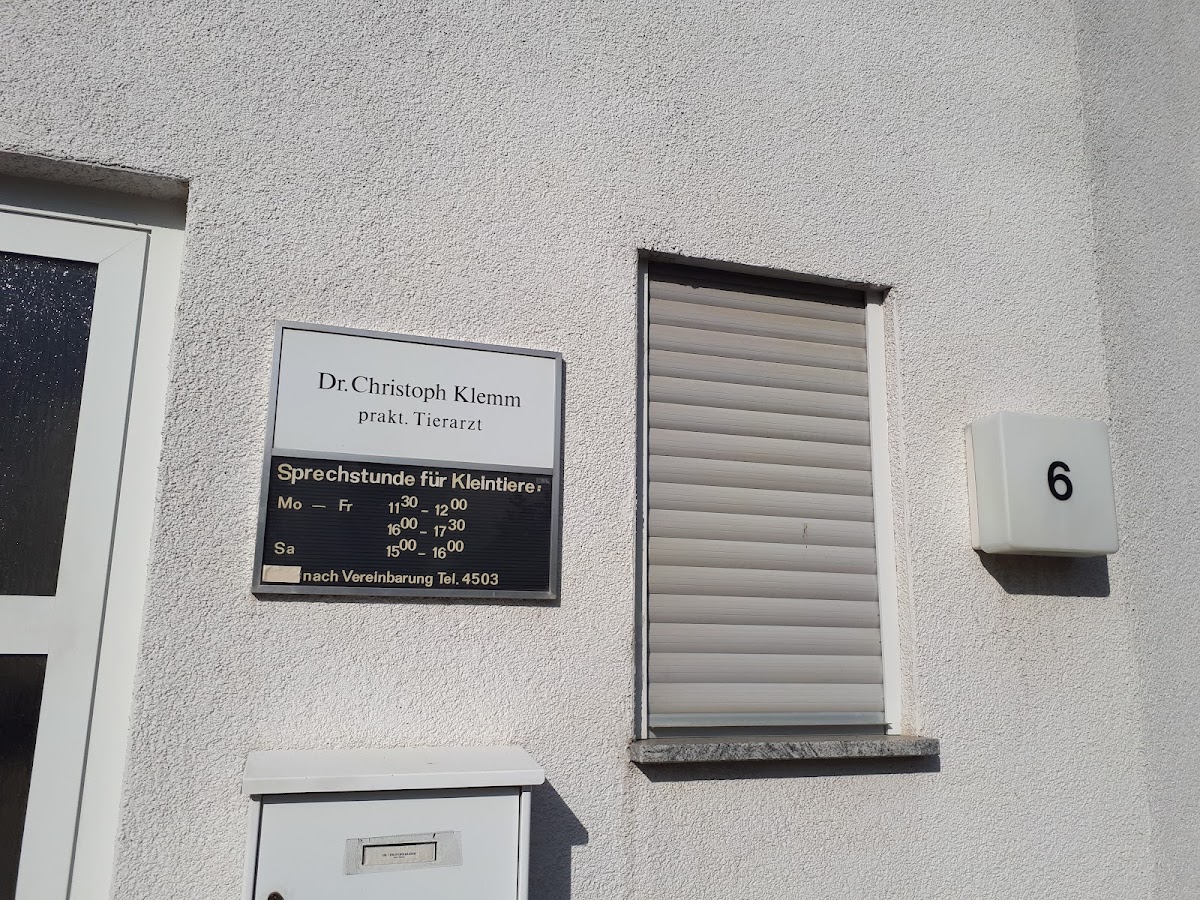 Dr. Christoph Klemm
prakt. Tierarzt
Sprechstunde für Kleintiere:
Mo — Fr 11³⁰ – 12⁰⁰
16⁰⁰ – 17³⁰
Sa 15⁰⁰ – 16⁰⁰
nach Vereinbarung Tel. 4503
6